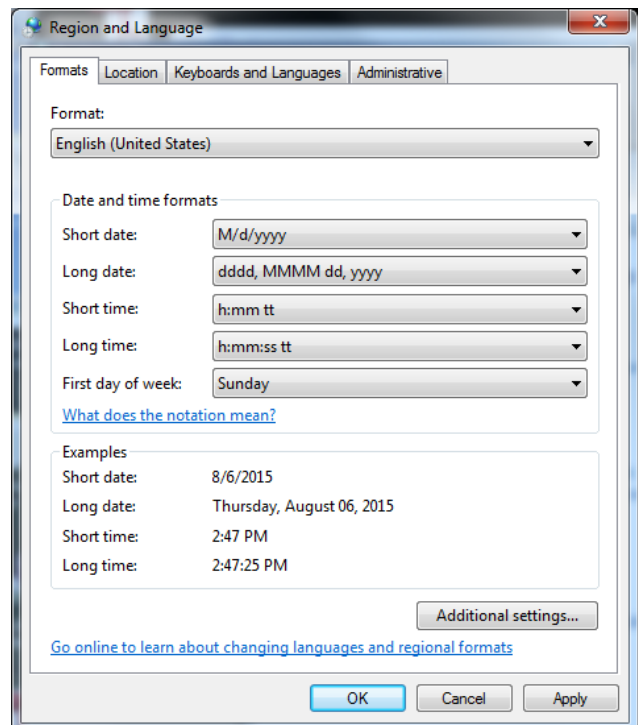 Region and Language
Formats Location Keyboards and Languages Administrative
Format:
English (United States)
Date and time formats
Short date: M/d/yyyy
Long date: dddd, MMMM dd, yyyy
Short time: h:mm tt
Long time: h:mm:ss tt
First day of week: Sunday
What does the notation mean?
Examples
Short date: 8/6/2015
Long date: Thursday, August 06, 2015
Short time: 2:47 PM
Long time: 2:47:25 PM
Additional settings...
Go online to learn about changing languages and regional formats
OK Cancel Apply